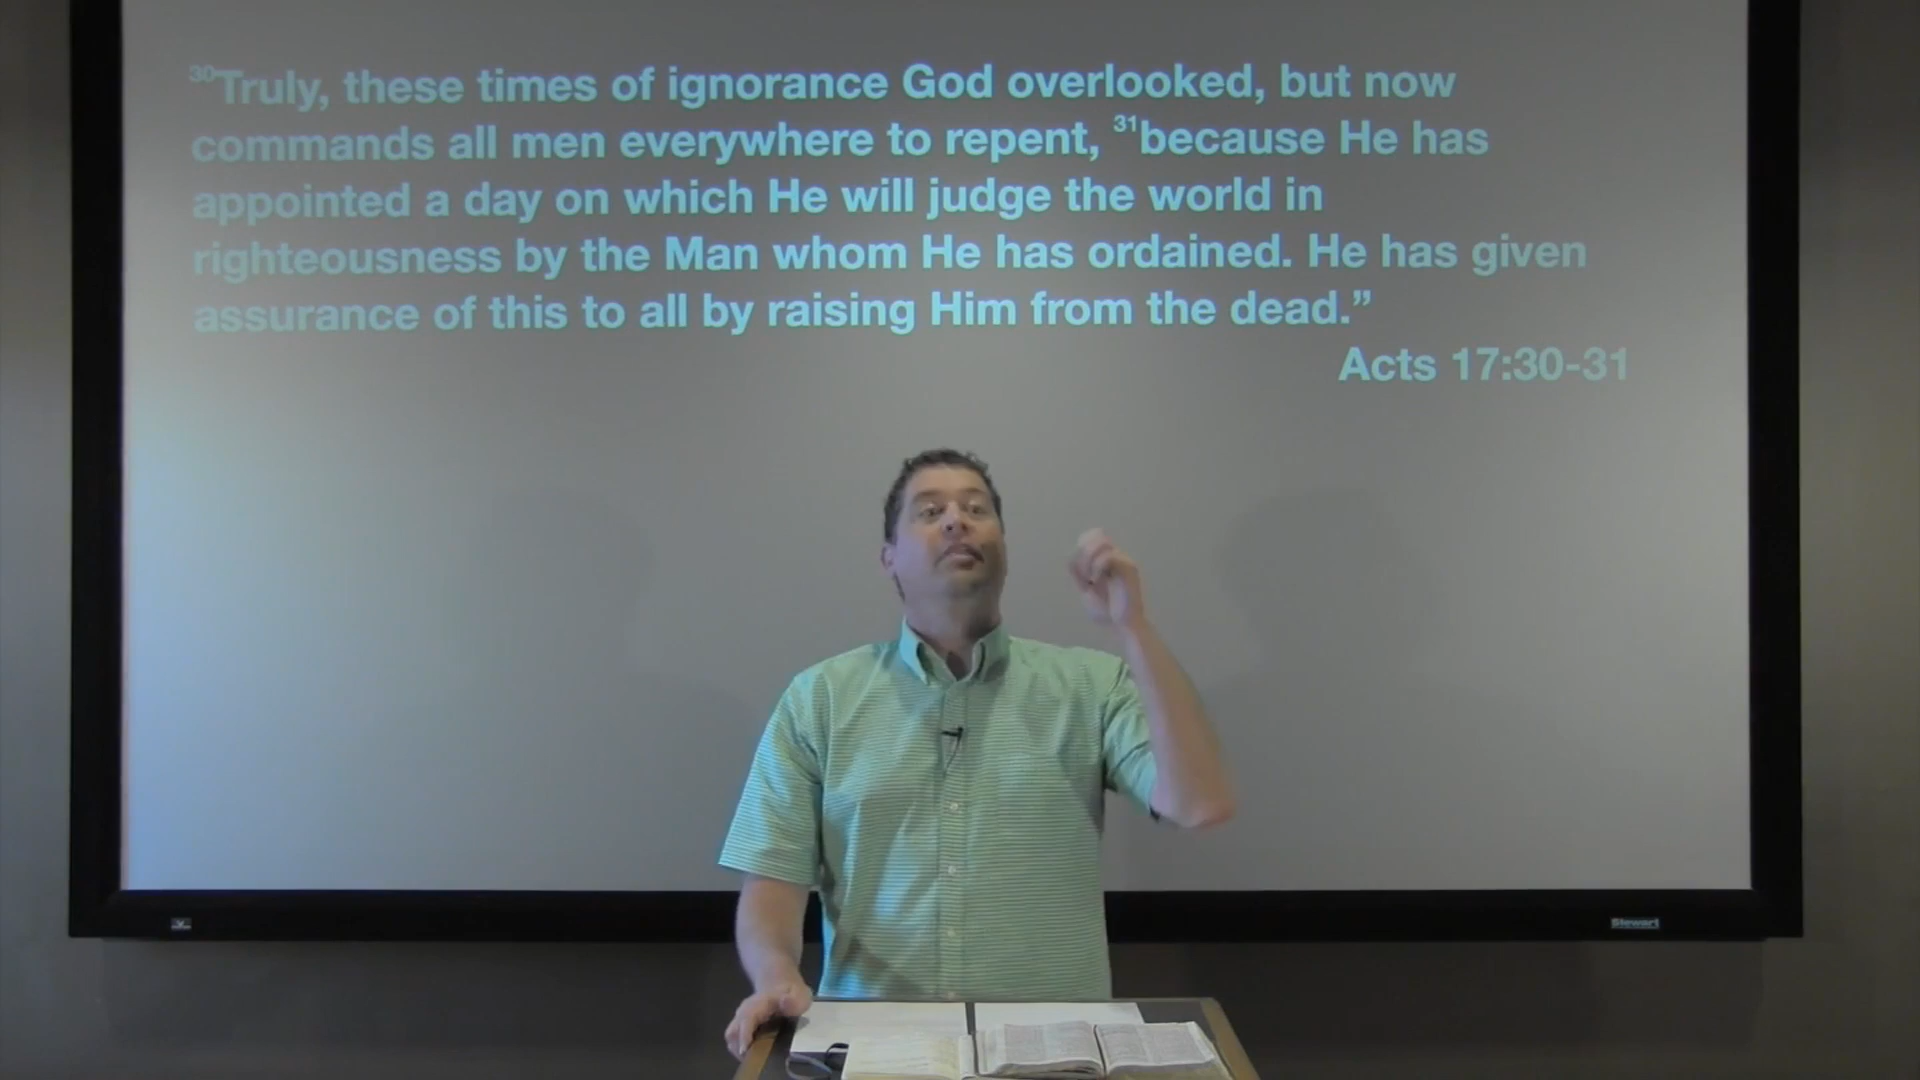 30Truly, these times of ignorance God overlooked, but now
commands all men everywhere to repent, 31because He has
appointed a day on which He will judge the world in
righteousness by the Man whom He has ordained. He has given
assurance of this to all by raising Him from the dead.”
Acts 17:30-31
Stewart